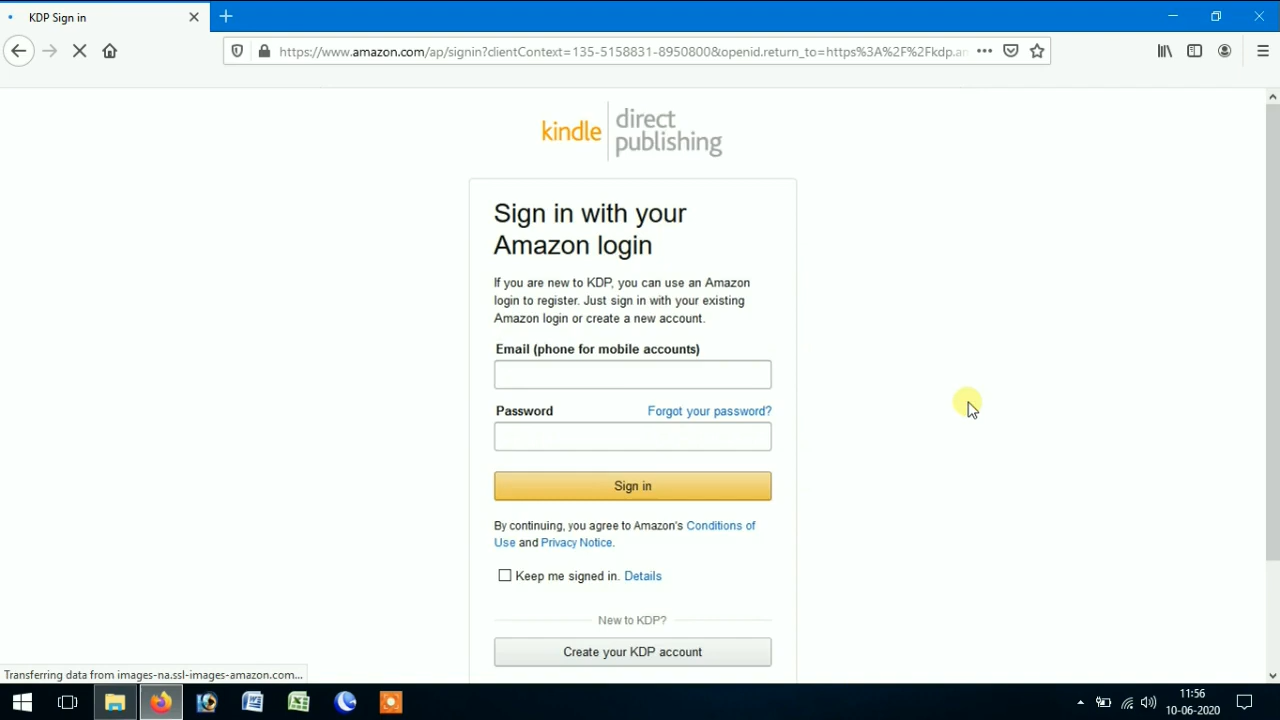 KDP Sign in
https://www.amazon.com/ap/signin?clientContext=135-5158831-8950800&openid.return_to=https%3A%2F%2Fkdp.am
kindle direct publishing
Sign in with your
Amazon login
If you are new to KDP, you can use an Amazon
login to register. Just sign in with your existing
Amazon login or create a new account.
Email (phone for mobile accounts)
Password Forgot your password?
Sign in
By continuing, you agree to Amazon's Conditions of
Use and Privacy Notice.
Keep me signed in. Details
New to KDP?
Create your KDP account
Transferring data from images-na.ssl-images-amazon.com...
11:56
10-06-2020